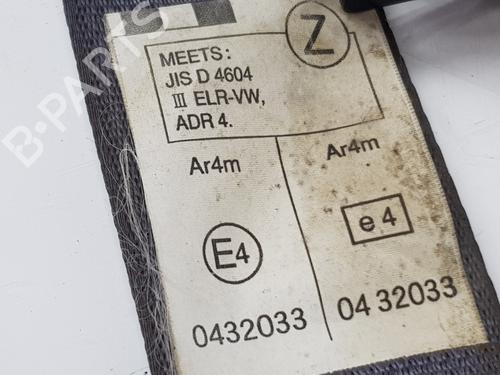 Z
MEETS:
JIS D 4604
III ELR-VW,
ADR 4.
Ar4m
Ar4m
E4
e 4
0432033
04 32033
B-PARTS